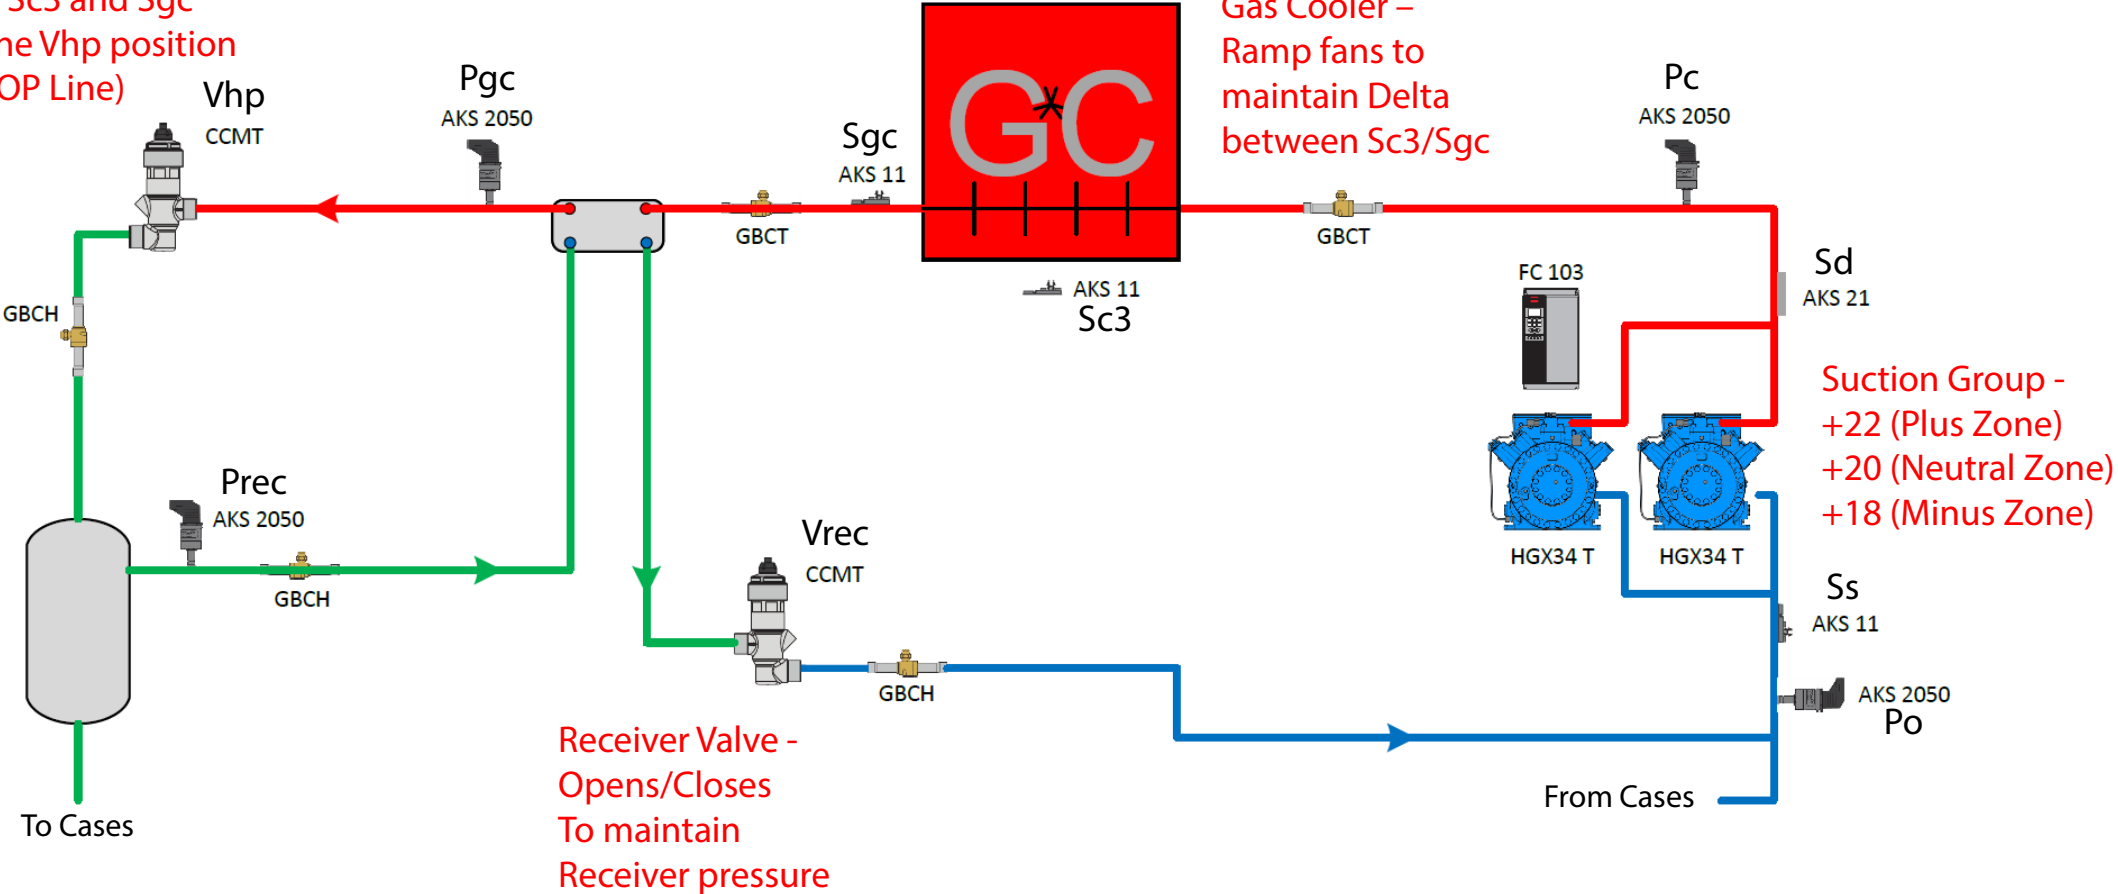 Sc3 and Sgc
Vhp position
OP Line)
Vhp
CCMT
Pgc
AKS 2050
Sgc
AKS 11
GC
Gas Cooler –
Ramp fans to
maintain Delta
between Sc3/Sgc
Pc
AKS 2050
GBCT
GBCT
AKS 11
Sc3
FC 103
Sd
AKS 21
GBCH
Suction Group -
+22 (Plus Zone)
+20 (Neutral Zone)
+18 (Minus Zone)
Prec
AKS 2050
GBCH
Vrec
CCMT
HGX34 T
HGX34 T
Ss
AKS 11
GBCH
AKS 2050
Po
Receiver Valve -
Opens/Closes
To maintain
Receiver pressure
From Cases
To Cases